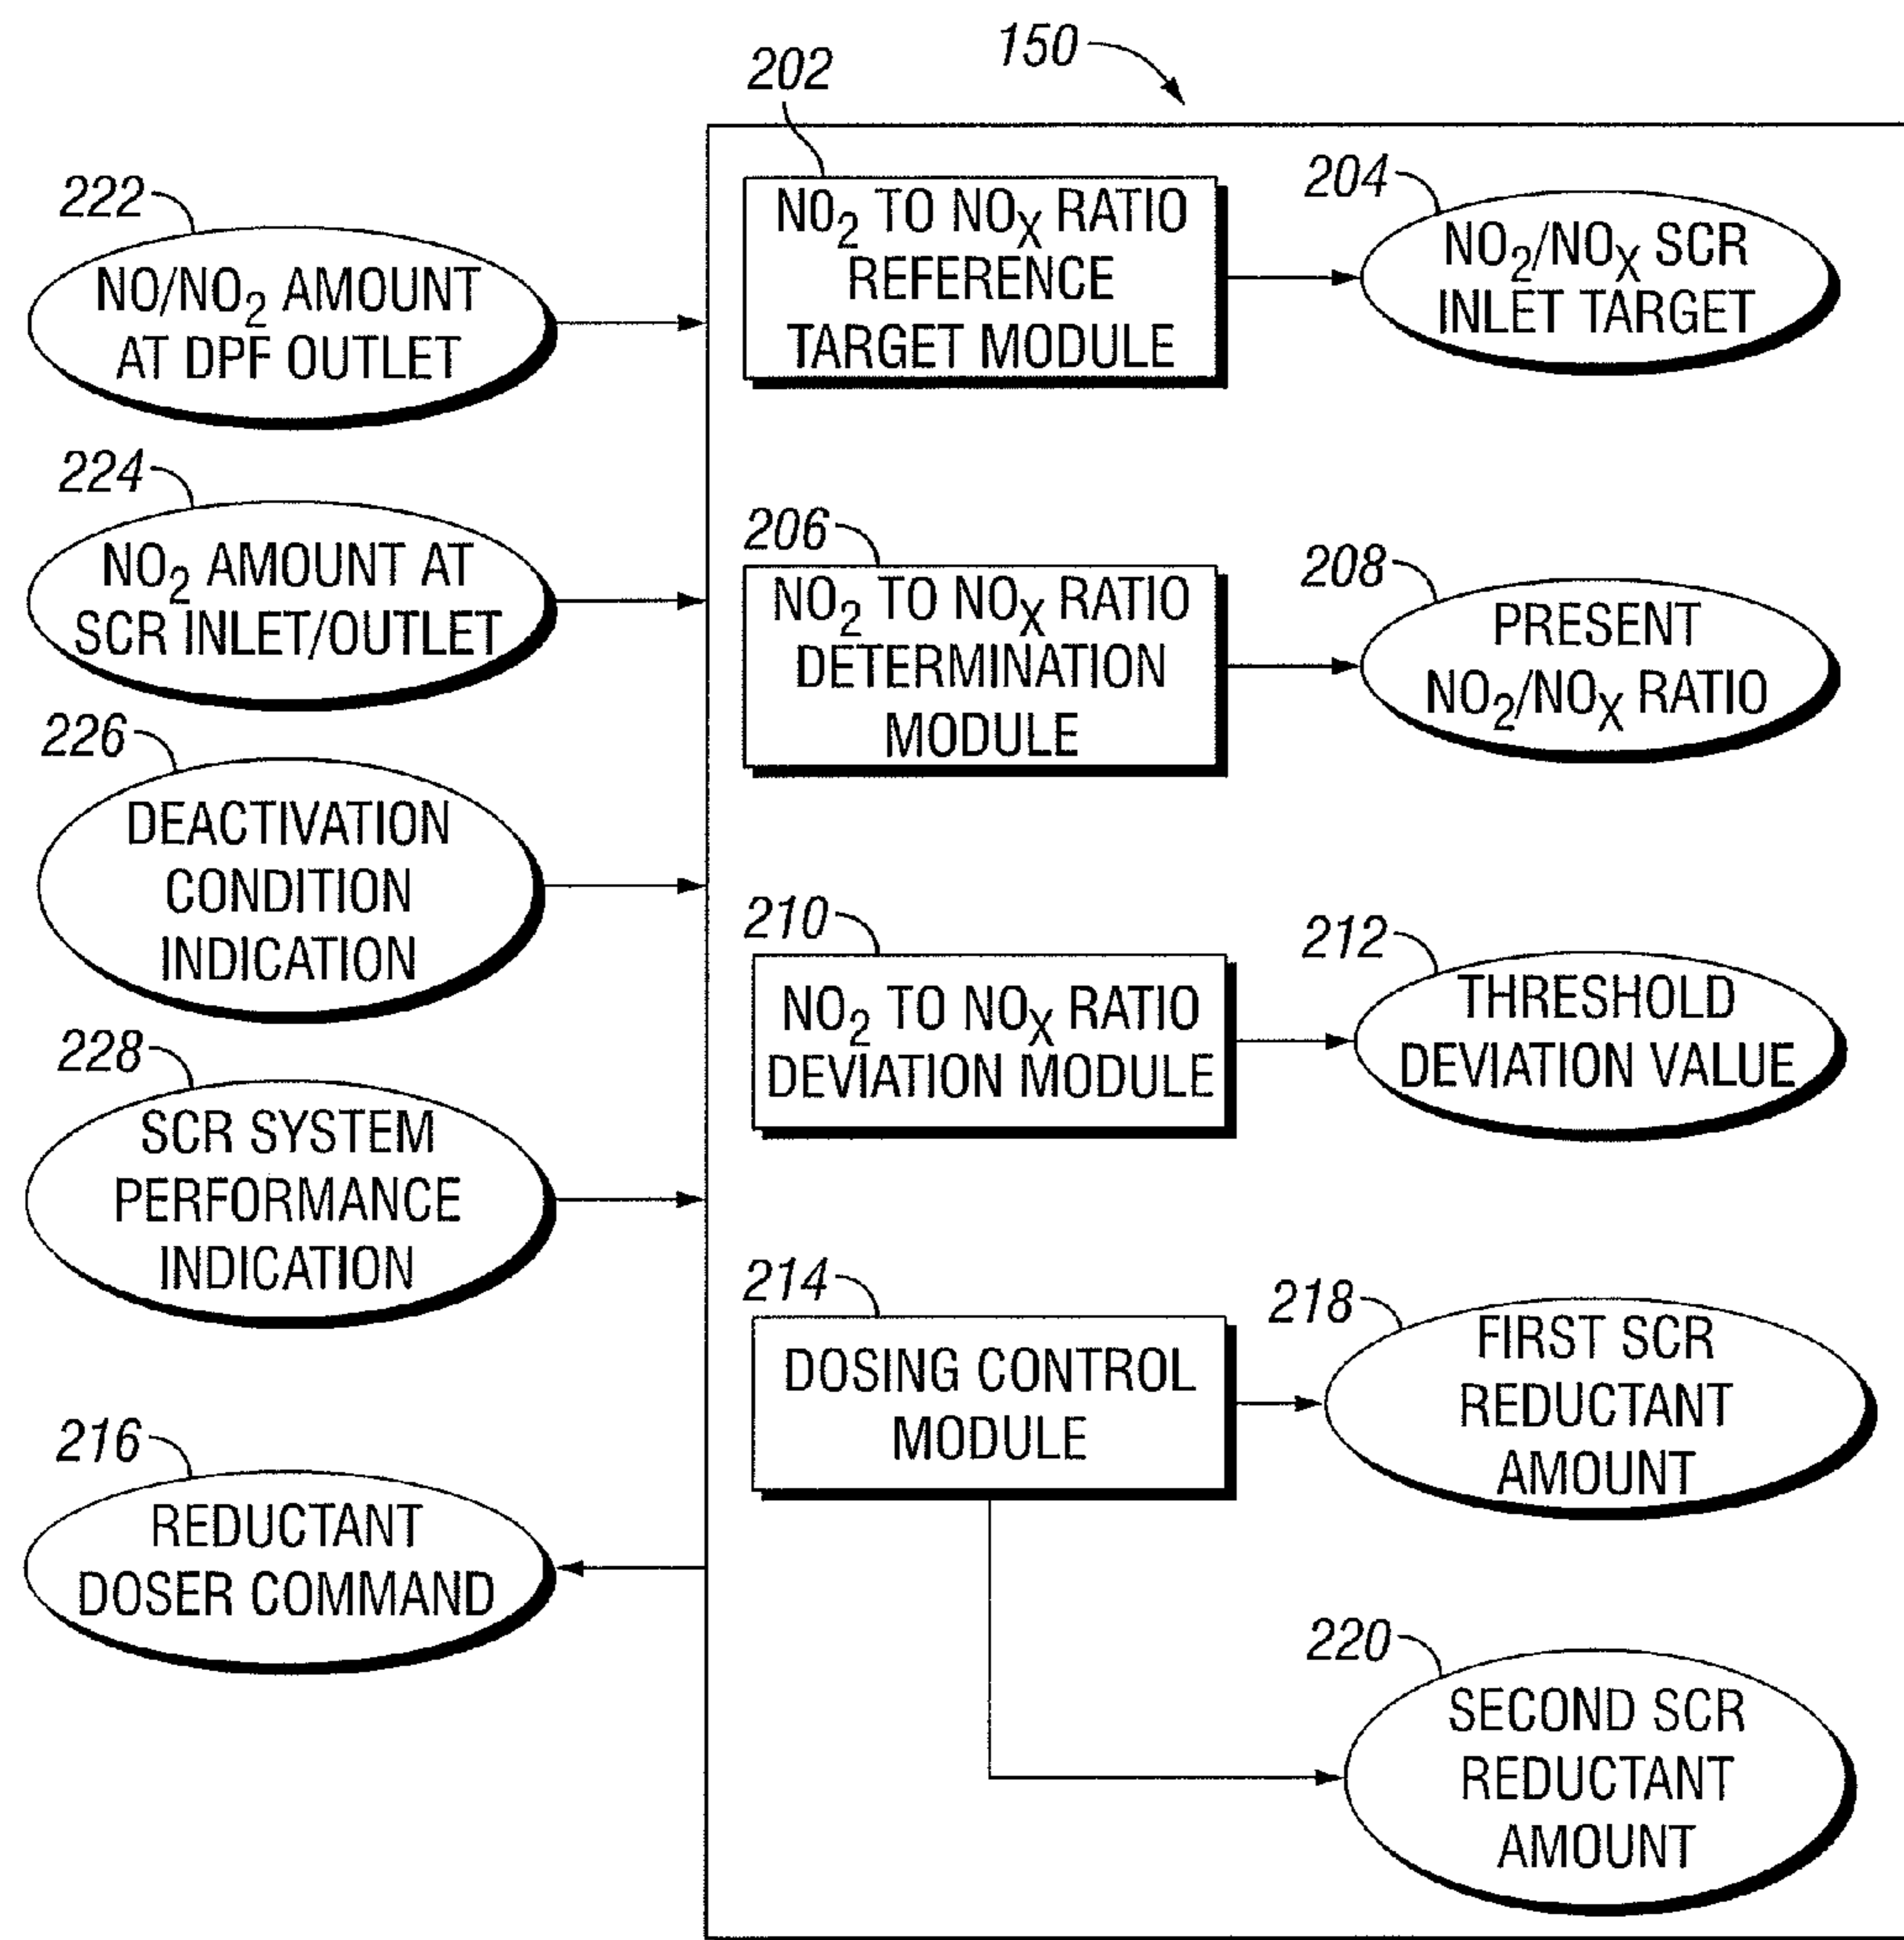 150
202
NO2 TO NOX RATIO
REFERENCE
TARGET MODULE
204
NO2/NOX SCR
INLET TARGET
222
NO/NO2 AMOUNT
AT DPF OUTLET
224
NO2 AMOUNT AT
SCR INLET/OUTLET
206
NO2 TO NOX RATIO
DETERMINATION
MODULE
208
PRESENT
NO2/NOX RATIO
226
DEACTIVATION
CONDITION
INDICATION
210
NO2 TO NOX RATIO
DEVIATION MODULE
212
THRESHOLD
DEVIATION VALUE
228
SCR SYSTEM
PERFORMANCE
INDICATION
214
DOSING CONTROL
MODULE
218
FIRST SCR
REDUCTANT
AMOUNT
216
REDUCTANT
DOSER COMMAND
220
SECOND SCR
REDUCTANT
AMOUNT